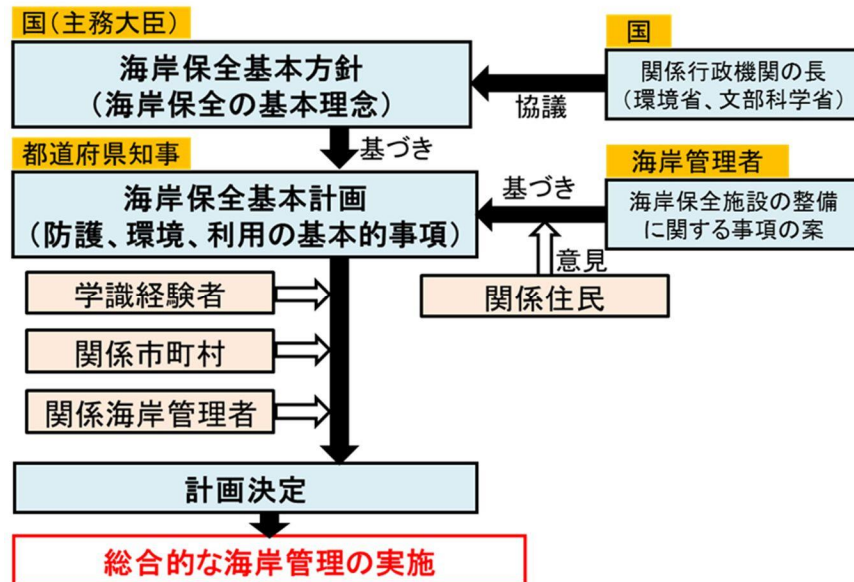 国(主務大臣)
海岸保全基本方針
(海岸保全の基本理念)
国
関係行政機関の長
(環境省、文部科学省)
協議
基づき
都道府県知事
海岸保全基本計画
(防護、環境、利用の基本的事項)
海岸管理者
海岸保全施設の整備
に関する事項の案
基づき
意見
関係住民
学識経験者
関係市町村
関係海岸管理者
計画決定
総合的な海岸管理の実施